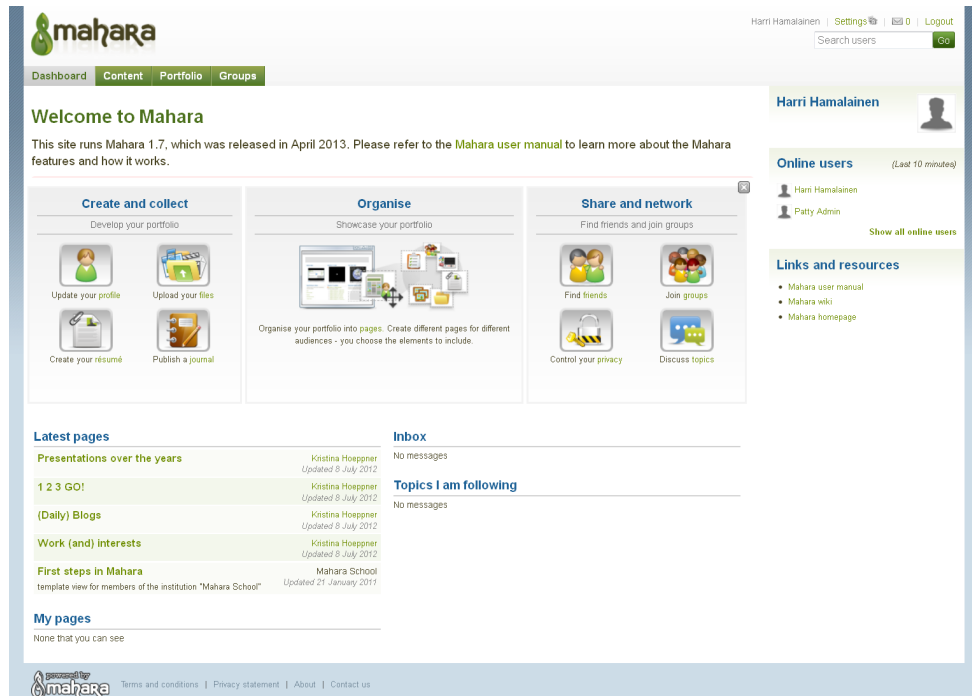 mahara
Harri Hamalainen | Settings | 0 | Logout
Search users Go
Dashboard Content Portfolio Groups
Welcome to Mahara
This site runs Mahara 1.7, which was released in April 2013. Please refer to the Mahara user manual to learn more about the Mahara
features and how it works.
Create and collect
Develop your portfolio
Update your profile
Upload your files
Create your résumé
Publish a journal
Organise
Showcase your portfolio
Organise your portfolio into pages. Create different pages for different
audiences - you choose the elements to include.
Share and network
Find friends and join groups
Find friends
Join groups
Control your privacy
Discuss topics
Latest pages
Presentations over the years
Kristina Hoeppner
Updated 8 July 2012
1 2 3 GO!
Kristina Hoeppner
Updated 8 July 2012
(Daily) Blogs
Kristina Hoeppner
Updated 8 July 2012
Work (and) interests
Kristina Hoeppner
Updated 8 July 2012
First steps in Mahara
Mahara School
template view for members of the institution "Mahara School"
Updated 21 January 2011
My pages
None that you can see
Inbox
No messages
Topics I am following
No messages
Harri Hamalainen
Online users (Last 10 minutes)
Harri Hamalainen
Patty Admin
Show all online users
Links and resources
Mahara user manual
Mahara wiki
Mahara homepage
powered by
mahara
Terms and conditions | Privacy statement | About | Contact us